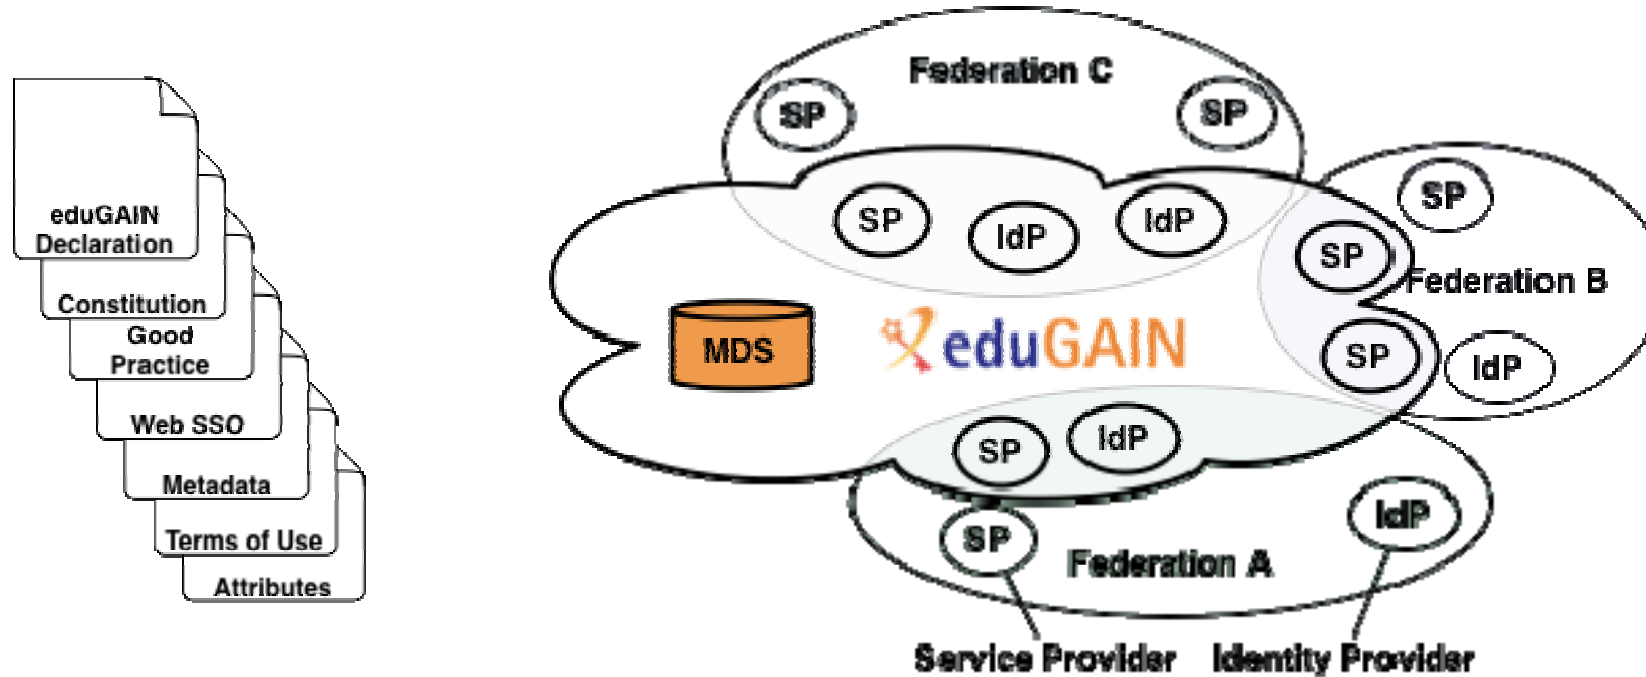 eduGAIN
Declaration
Constitution
Good
Practice
Web SSO
Metadata
Terms of Use
Attributes
Federation C
SP
SP
SP
IdP
IdP
SP
SP
Federation B
SP
IdP
MDS
eduGAIN
SP
IdP
SP
Federation A
IdP
Service Provider
Identity Provider